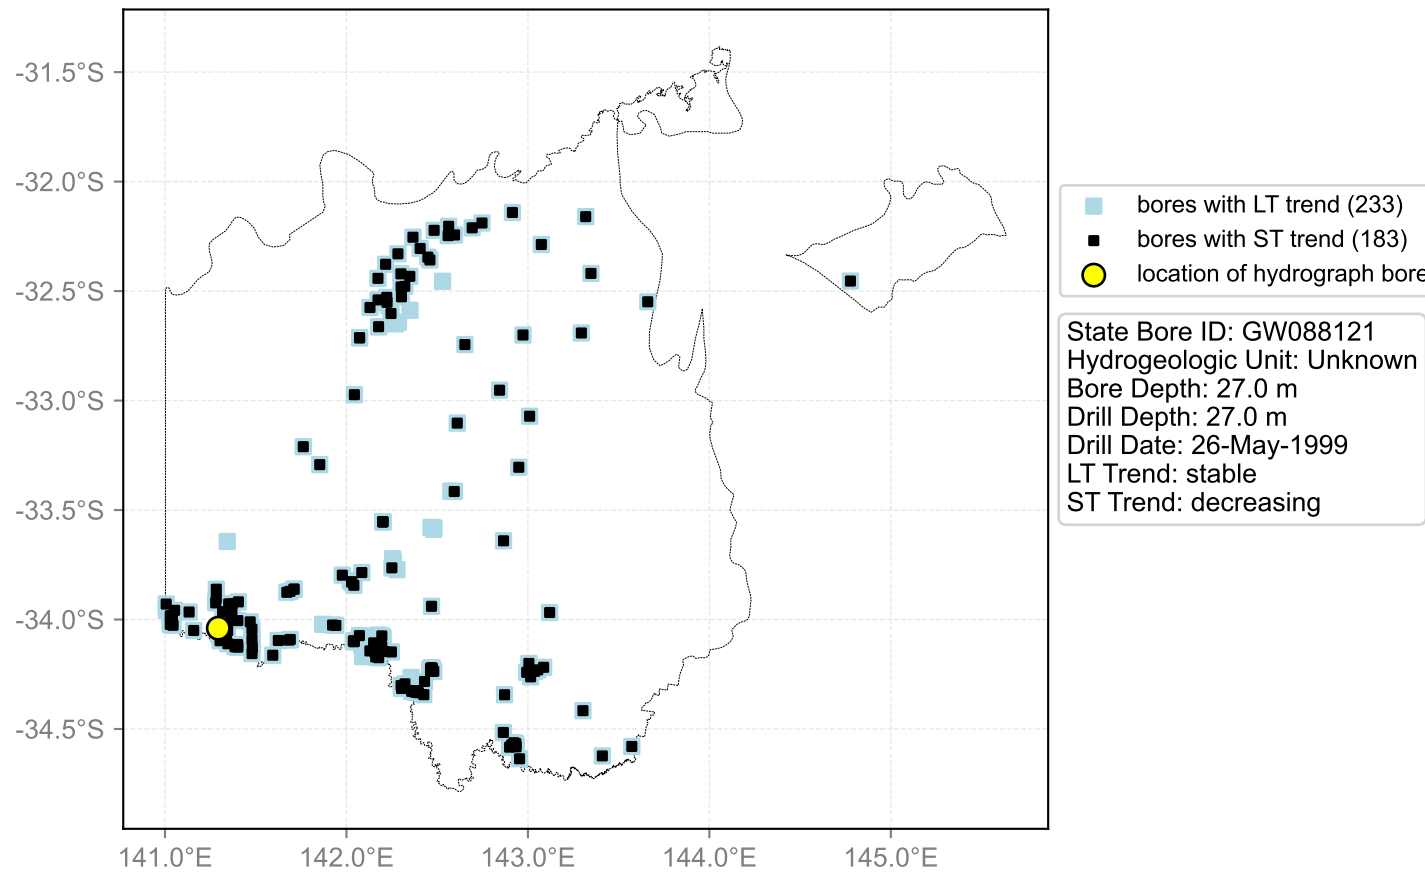 -31.5°S
-32.0°S
-32.5°S
-33.0°S
-33.5°S
-34.0°S
-34.5°S
141.0°E 142.0°E 143.0°E 144.0°E 145.0°E
bores with LT trend (233)
bores with ST trend (183)
location of hydrograph bore
State Bore ID: GW088121
Hydrogeologic Unit: Unknown
Bore Depth: 27.0 m
Drill Depth: 27.0 m
Drill Date: 26-May-1999
LT Trend: stable
ST Trend: decreasing